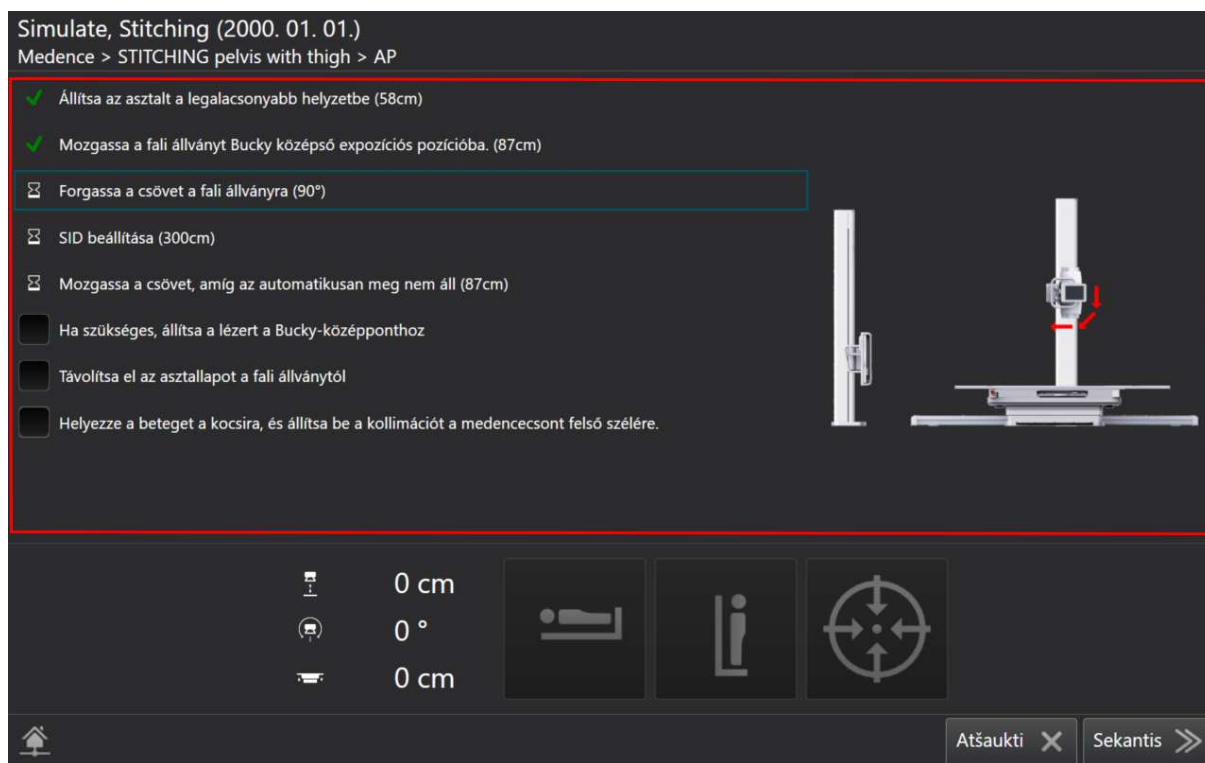 Simulate, Stitching (2000. 01. 01.)
Medence > STITCHING pelvis with thigh > AP
Állítsa az asztalt a legalacsonyabb helyzetbe (58cm)
Mozgassa a fali állványt Bucky középső expozíciós pozícióba. (87cm)
Forgassa a csövet a fali állványra (90°)
SID beállítása (300cm)
Mozgassa a csövet, amíg az automatikusan meg nem áll (87cm)
Ha szükséges, állítsa a lézert a Bucky-középponthoz
Távolítsa el az asztallapot a fali állványtól
Helyezze a beteget a kocsira, és állítsa be a kollimációt a medencecsont felső szélére.
0 cm
0 °
0 cm
Atšaukti
Sekantis